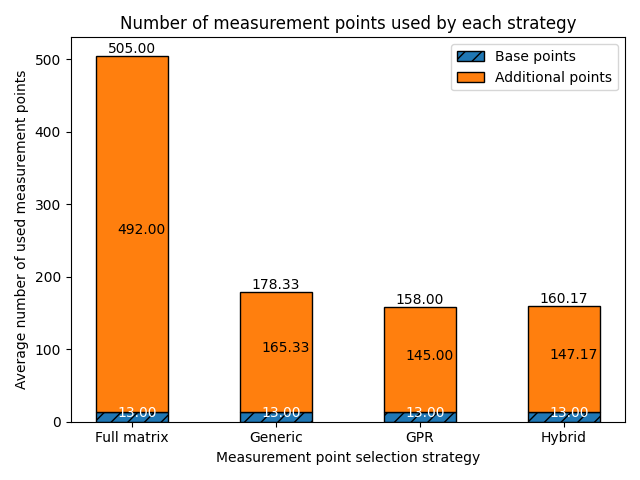 Number of measurement points used by each strategy
Average number of used measurement points
500
400
300
200
100
0
Base points
Additional points
505.00
492.00
13.00
178.33
165.33
13.00
158.00
145.00
13.00
160.17
147.17
13.00
Full matrix
Generic
GPR
Hybrid
Measurement point selection strategy